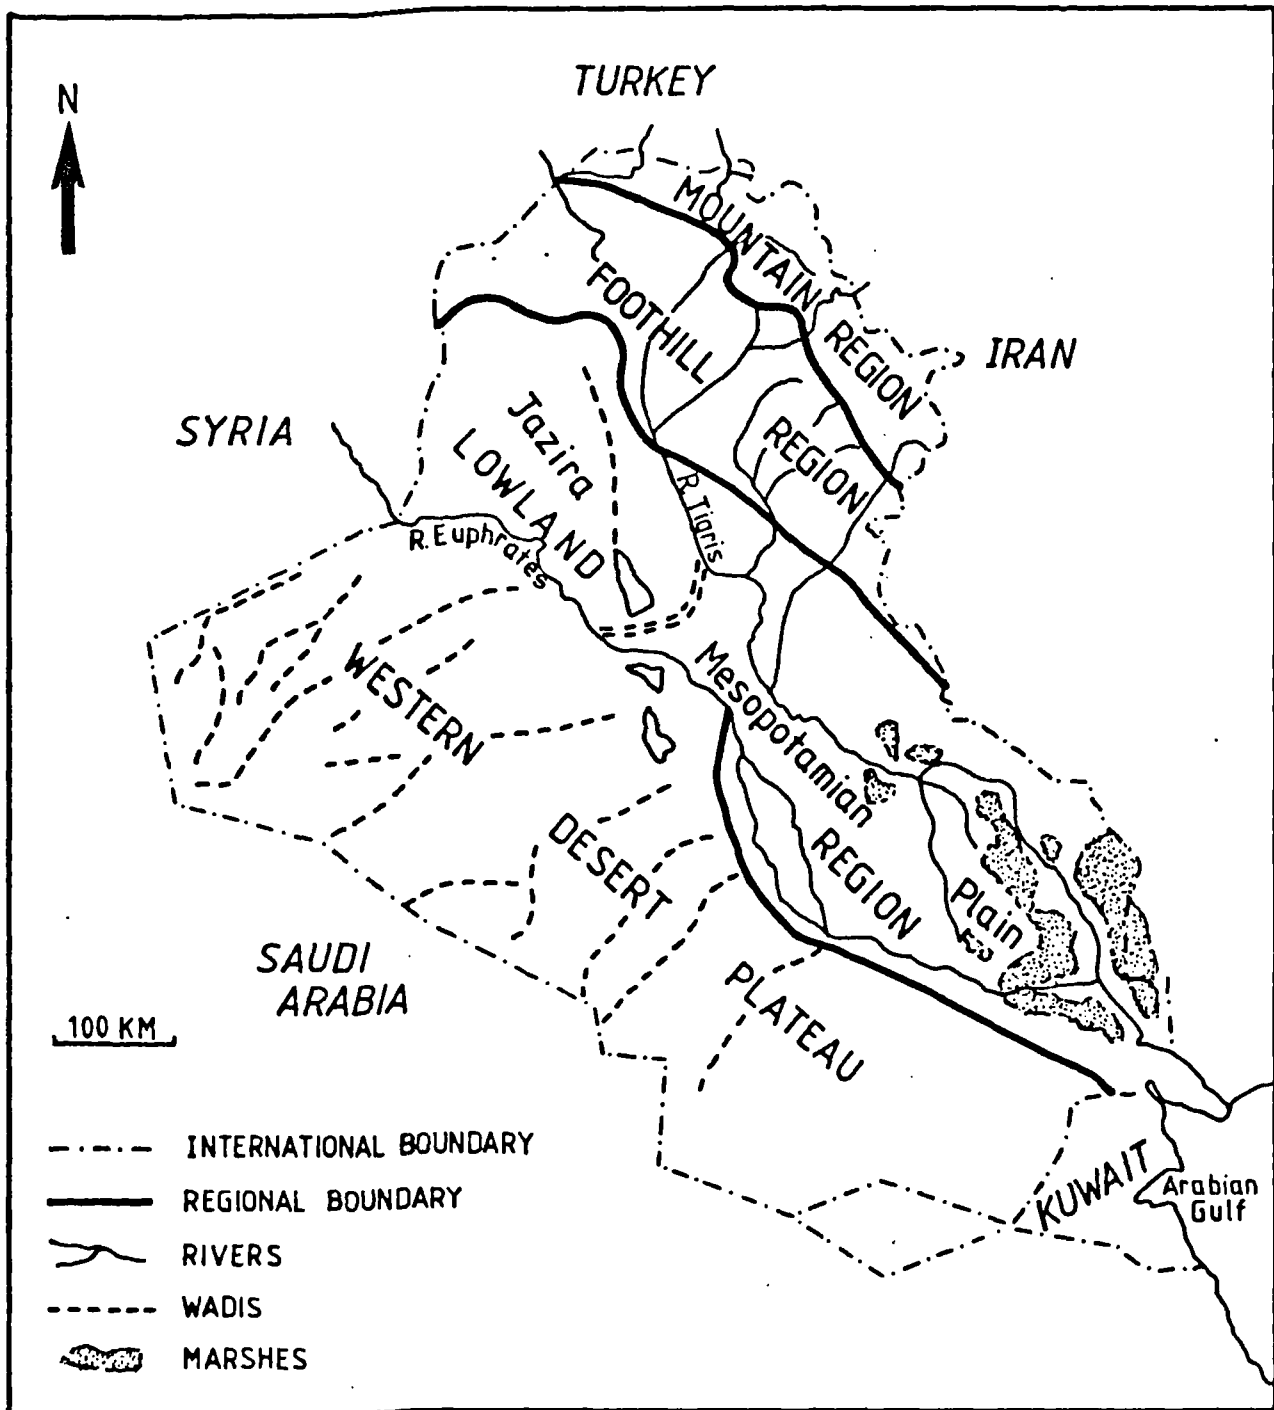 TURKEY
N
MOUNTAIN
REGION
FOOTHILL
REGION
IRAN
SYRIA
Jazira
LOWLAND
R. Tigris
R. Euphrates
WESTERN
DESERT
PLATEAU
Mesopotamian
REGION
Plain
SAUDI
ARABIA
100 KM
KUWAIT
Arabian
Gulf
INTERNATIONAL BOUNDARY
REGIONAL BOUNDARY
RIVERS
WADIS
MARSHES